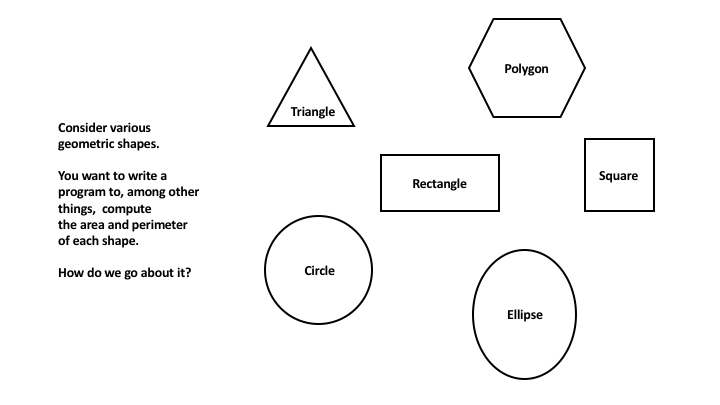 Consider various
geometric shapes.
You want to write a
program to, among other
things,  compute
the area and perimeter
of each shape.
How do we go about it?
Triangle
Polygon
Rectangle
Square
Circle
Ellipse